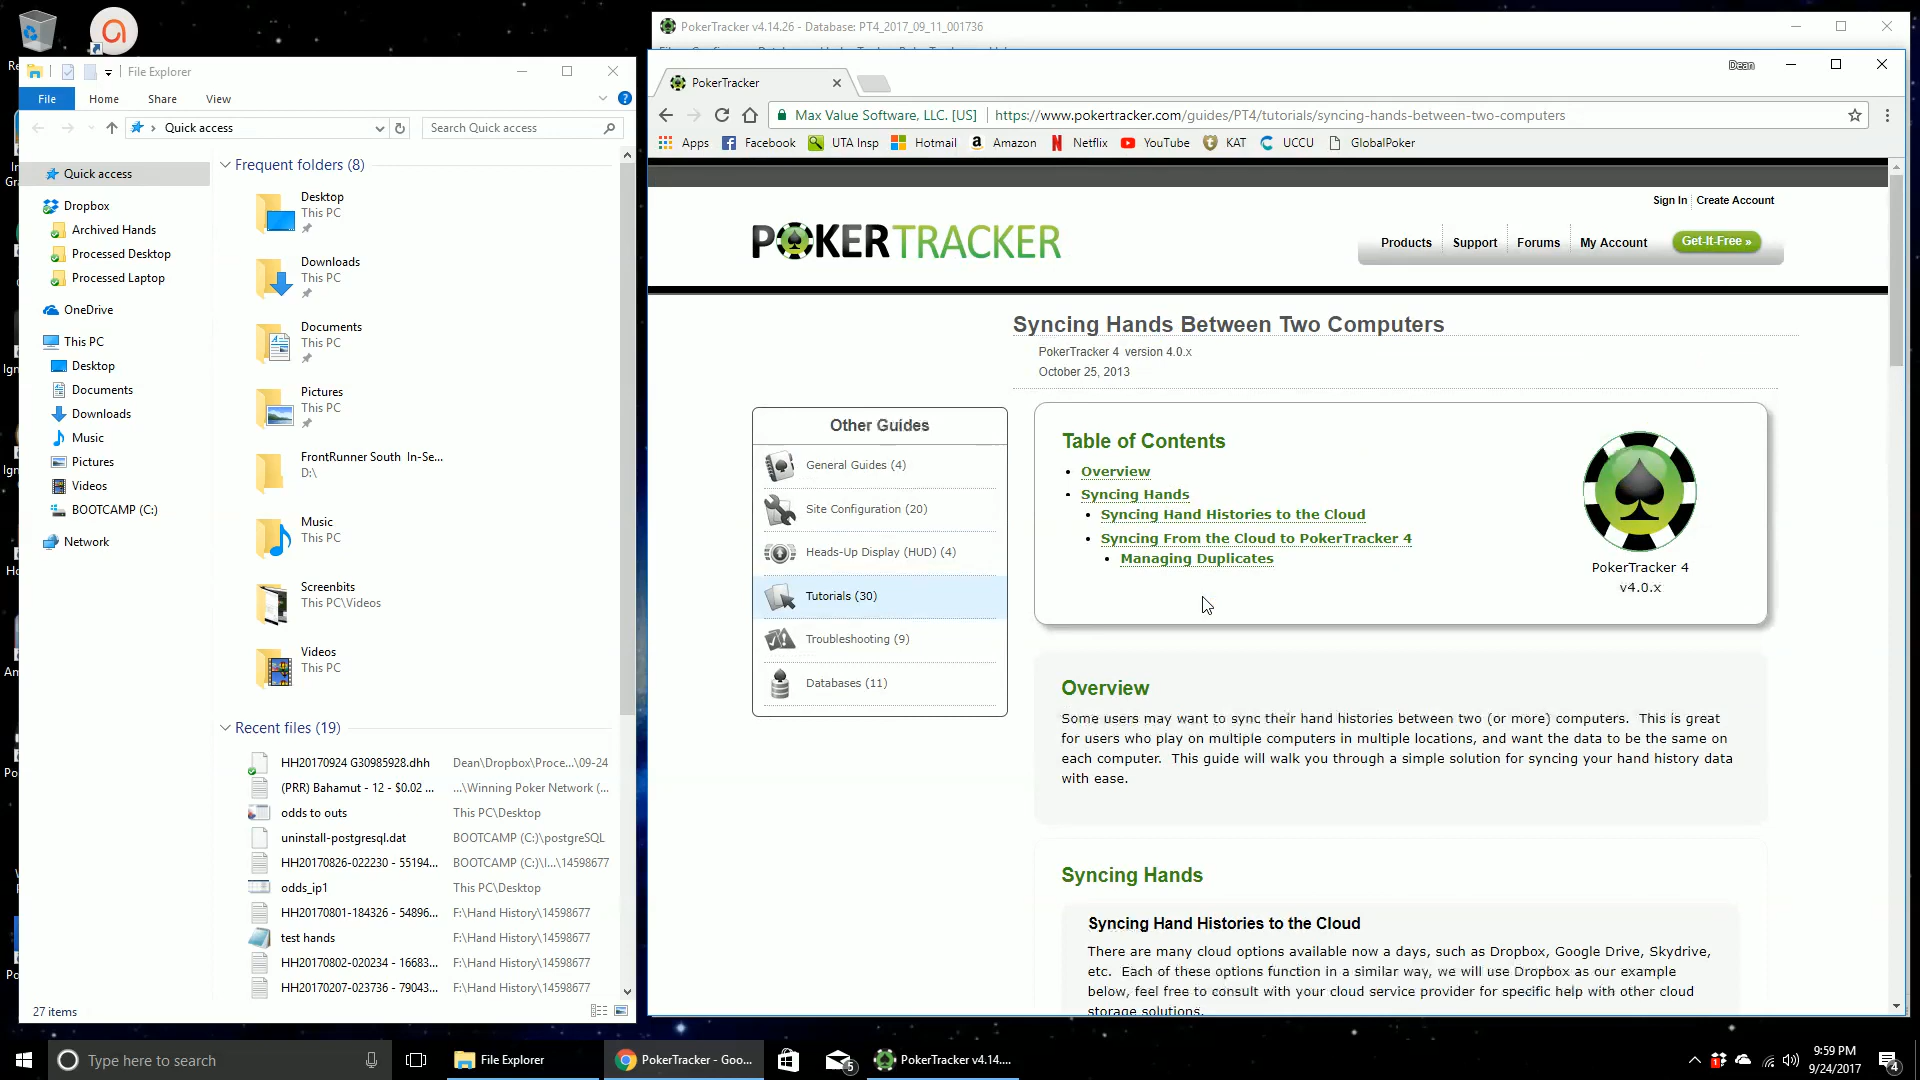 PokerTracker v4.14.26 - Database: PT4_2017_09_11_001736
File Explorer
File
Home
Share
View
Quick access
Search Quick access
Quick access
Dropbox
Archived Hands
Processed Desktop
Processed Laptop
OneDrive
This PC
Desktop
Documents
Downloads
Music
Pictures
Videos
BOOTCAMP (C:)
Network
Frequent folders (8)
Desktop
This PC
Downloads
This PC
Documents
This PC
Pictures
This PC
FrontRunner South In-Se...
D:\
Music
This PC
Screenbits
This PC\Videos
Videos
This PC
Recent files (19)
HH20170924 G30985928.dhh Dean\Dropbox\Proce...\09-24
(PRR) Bahamut - 12 - $0.02 ... ...\Winning Poker Network (...
odds to outs This PC\Desktop
uninstall-postgresql.dat BOOTCAMP (C:)\postgreSQL
HH20170826-022230 - 55194... BOOTCAMP (C:)\I...\14598677
odds_ip1 This PC\Desktop
HH20170801-184326 - 54896... F:\Hand History\14598677
test hands F:\Hand History\14598677
HH20170802-020234 - 16683... F:\Hand History\14598677
HH20170207-023736 - 79043... F:\Hand History\14598677
27 items
PokerTracker
Dean
Max Value Software, LLC. [US] https://www.pokertracker.com/guides/PT4/tutorials/syncing-hands-between-two-computers
Apps Facebook UTA Insp Hotmail Amazon Netflix YouTube KAT UCCU GlobalPoker
Sign In Create Account
POKERTRACKER
Products Support Forums My Account Get-It-Free »
Syncing Hands Between Two Computers
PokerTracker 4 version 4.0.x
October 25, 2013
Other Guides
General Guides (4)
Site Configuration (20)
Heads-Up Display (HUD) (4)
Tutorials (30)
Troubleshooting (9)
Databases (11)
Table of Contents
Overview
Syncing Hands
Syncing Hand Histories to the Cloud
Syncing From the Cloud to PokerTracker 4
Managing Duplicates
PokerTracker 4
v4.0.x
Overview
Some users may want to sync their hand histories between two (or more) computers. This is great
for users who play on multiple computers in multiple locations, and want the data to be the same on
each computer. This guide will walk you through a simple solution for syncing your hand history data
with ease.
Syncing Hands
Syncing Hand Histories to the Cloud
There are many cloud options available now a days, such as Dropbox, Google Drive, Skydrive,
etc. Each of these options function in a similar way, we will use Dropbox as our example
below, feel free to consult with your cloud service provider for specific help with other cloud
storage solutions.
Type here to search
File Explorer
PokerTracker - Goo...
5
PokerTracker v4.14....
1
9:59 PM
9/24/2017
4